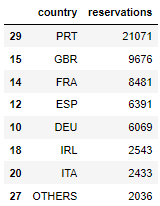 country reservations
29 PRT 21071
15 GBR 9676
14 FRA 8481
12 ESP 6391
10 DEU 6069
18 IRL 2543
20 ITA 2433
27 OTHERS 2036